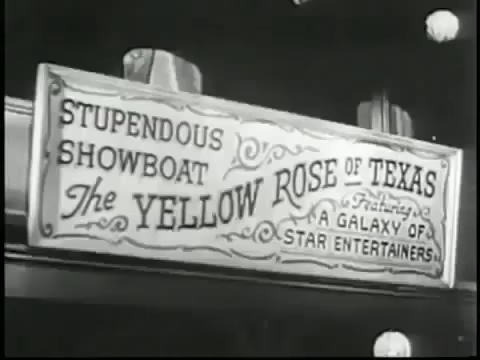 STUPENDOUS
SHOWBOAT
The YELLOW ROSE OF TEXAS
Featuring
A GALAXY OF
STAR ENTERTAINERS